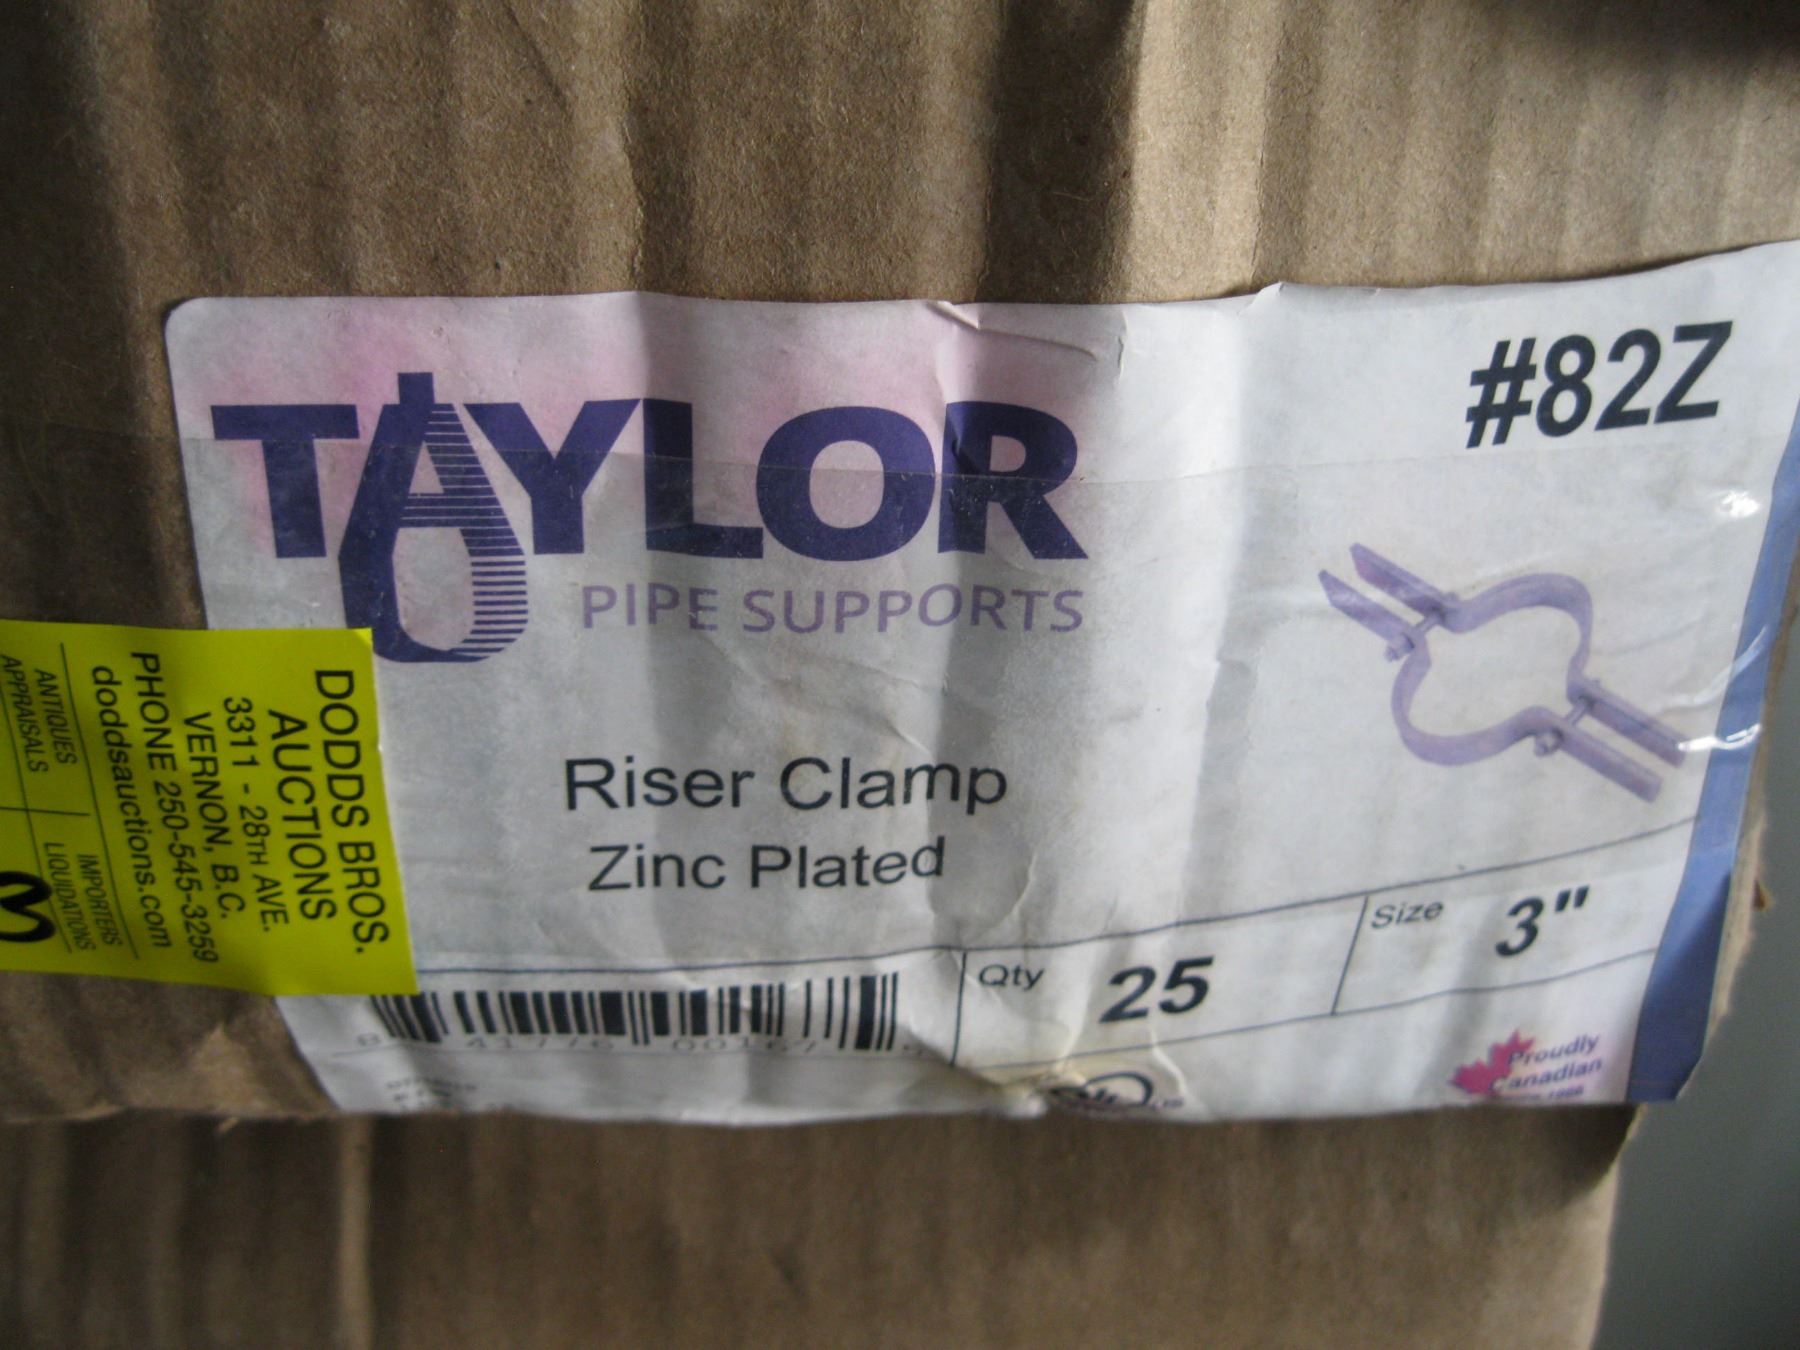 TAYLOR
PIPE SUPPORTS
#82Z
Riser Clamp
Zinc Plated
Qty 25
Size 3"
Proudly
Canadian
DODDS BROS.
AUCTIONS
3311 - 28TH AVE.
VERNON, B.C.
PHONE 250-545-3259
doddsauctions.com
ANTIQUES
APPRAISALS
IMPORTERS
LIQUIDATIONS